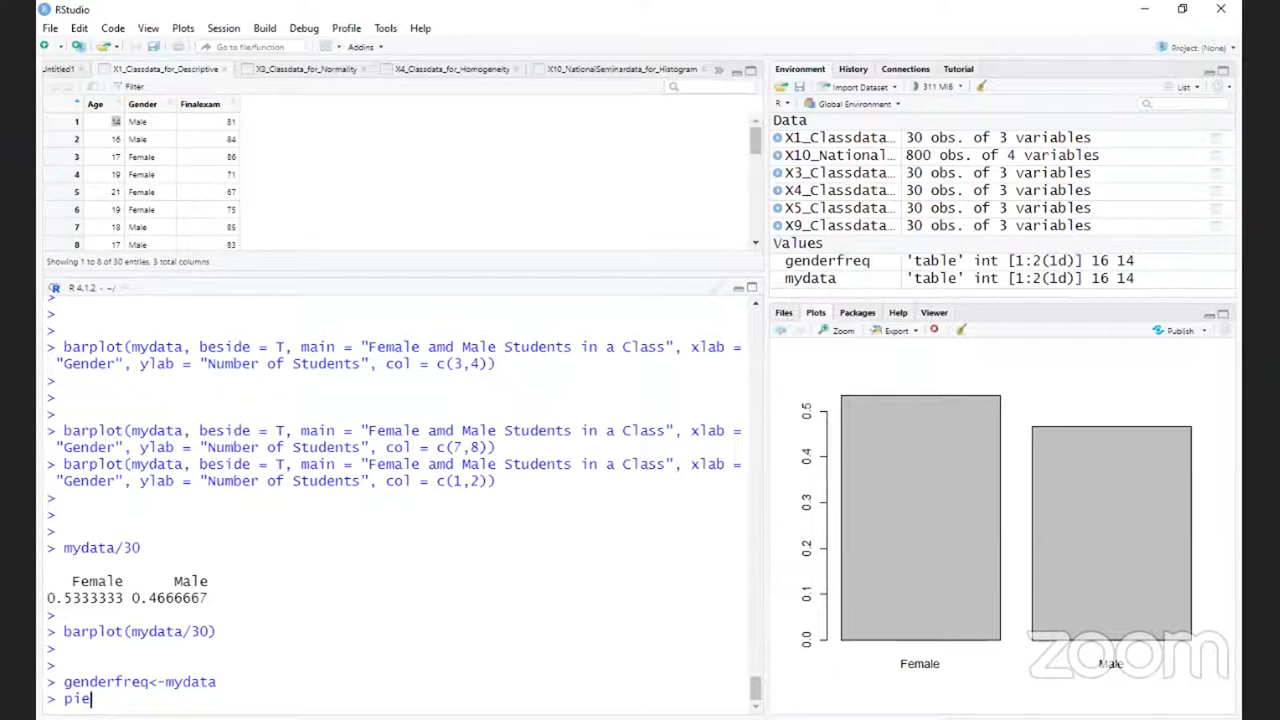 RStudio
File Edit Code View Plots Session Build Debug Profile Tools Help
Go to file/function Addins Project: (None)
Untitled1 X1_Classdata_for_Descriptive X3_Classdata_for_Normality X4_Classdata_for_Homogeneity X10_NationalSeminardata_for_Histogram
Filter
Age Gender Finalexam
1 14 Male 81
2 16 Male 84
3 17 Female 86
4 19 Female 71
5 21 Female 67
6 19 Female 75
7 18 Male 85
8 17 Male 83
Showing 1 to 8 of 30 entries, 3 total columns
R 4.1.2 · ~/
>
>
>
> barplot(mydata, beside = T, main = "Female amd Male Students in a Class", xlab =
"Gender", ylab = "Number of Students", col = c(3,4))
>
>
>
> barplot(mydata, beside = T, main = "Female amd Male Students in a Class", xlab =
"Gender", ylab = "Number of Students", col = c(7,8))
> barplot(mydata, beside = T, main = "Female amd Male Students in a Class", xlab =
"Gender", ylab = "Number of Students", col = c(1,2))
>
>
>
> mydata/30
Female Male
0.5333333 0.4666667
>
> barplot(mydata/30)
>
>
> genderfreq<-mydata
> pie
Environment History Connections Tutorial
Import Dataset 311 MiB List
R Global Environment
Data
X1_Classdata… 30 obs. of 3 variables
X10_National… 800 obs. of 4 variables
X3_Classdata… 30 obs. of 3 variables
X4_Classdata… 30 obs. of 3 variables
X5_Classdata… 30 obs. of 3 variables
X9_Classdata… 30 obs. of 3 variables
Values
genderfreq 'table' int [1:2(1d)] 16 14
mydata 'table' int [1:2(1d)] 16 14
Files Plots Packages Help Viewer
Zoom Export Publish
0.5
0.4
0.3
0.2
0.1
0.0
Female Male
zoom